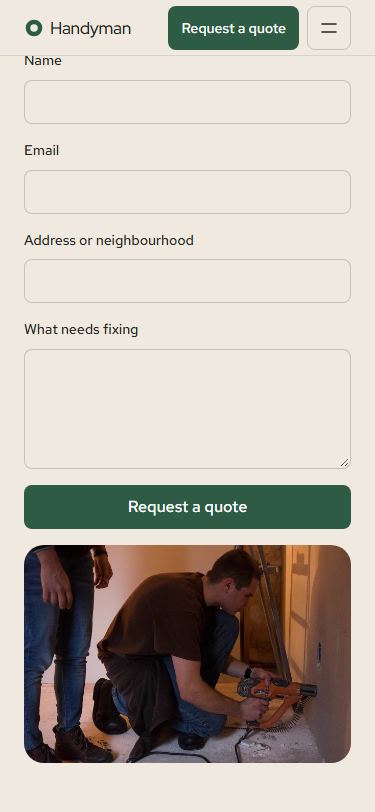 Handyman
Request a quote
Name
Email
Address or neighbourhood
What needs fixing
Request a quote